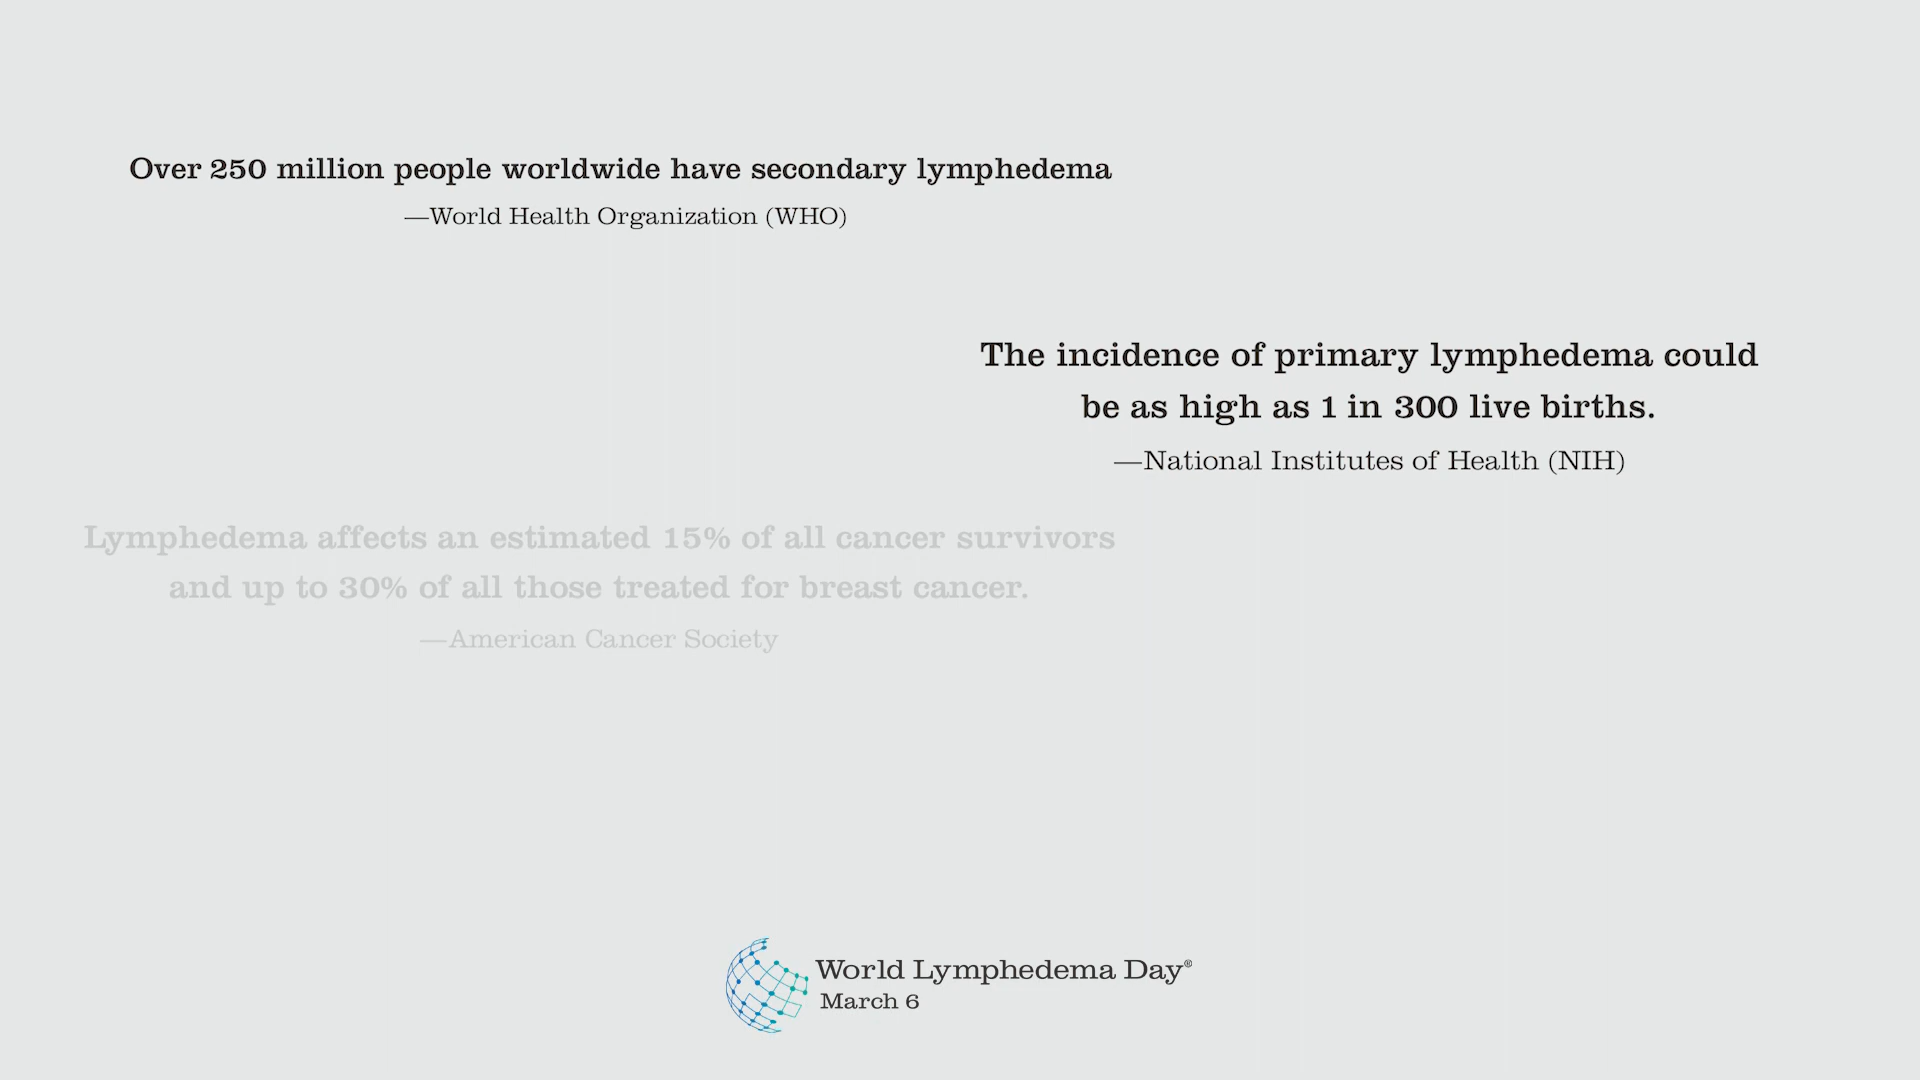 Over 250 million people worldwide have secondary lymphedema
—World Health Organization (WHO)
The incidence of primary lymphedema could
be as high as 1 in 300 live births.
—National Institutes of Health (NIH)
Lymphedema affects an estimated 15% of all cancer survivors
and up to 30% of all those treated for breast cancer.
—American Cancer Society
World Lymphedema Day®
March 6